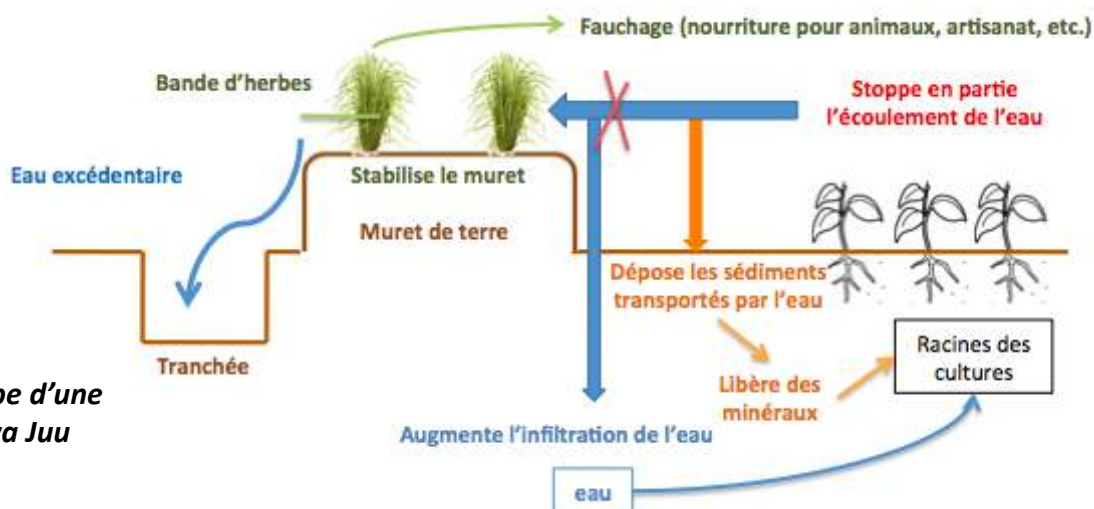 Fauchage (nourriture pour animaux, artisanat, etc.)
Bande d'herbes
Stoppe en partie
l'écoulement de l'eau
Eau excédentaire
Stabilise le muret
Muret de terre
Dépose les sédiments
transportés par l'eau
Tranchée
Racines des
cultures
Libère des
minéraux
d'une
Juu
Augmente l'infiltration de l'eau
eau